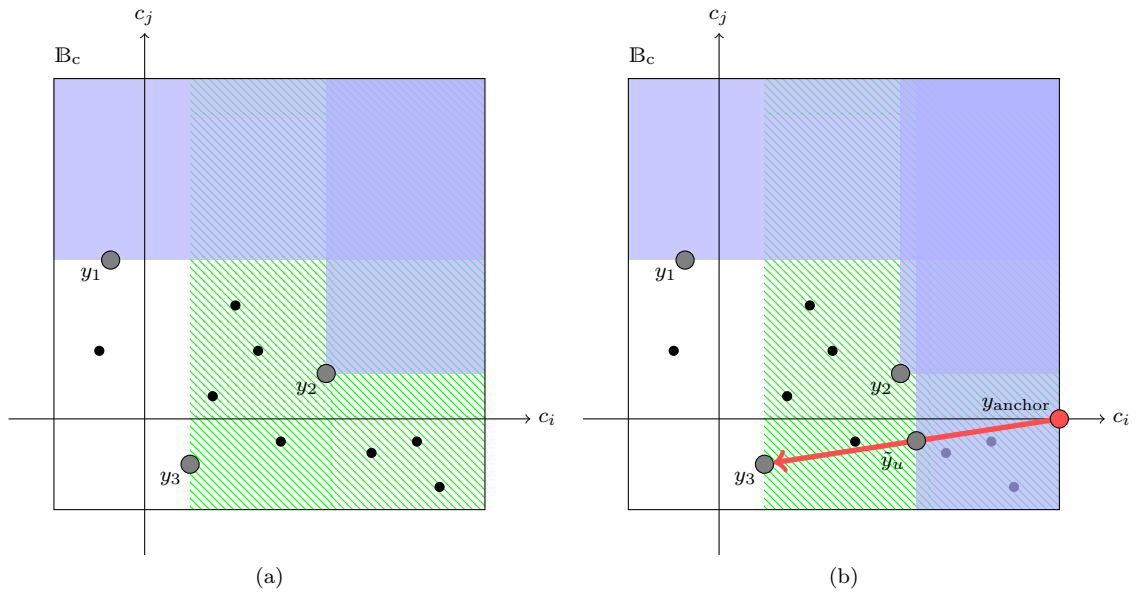 c_j
𝔹_c
y_1
y_2
c_i
y_3
(a)
c_j
𝔹_c
y_1
y_2
y_anchor
c_i
ỹ_u
y_3
(b)